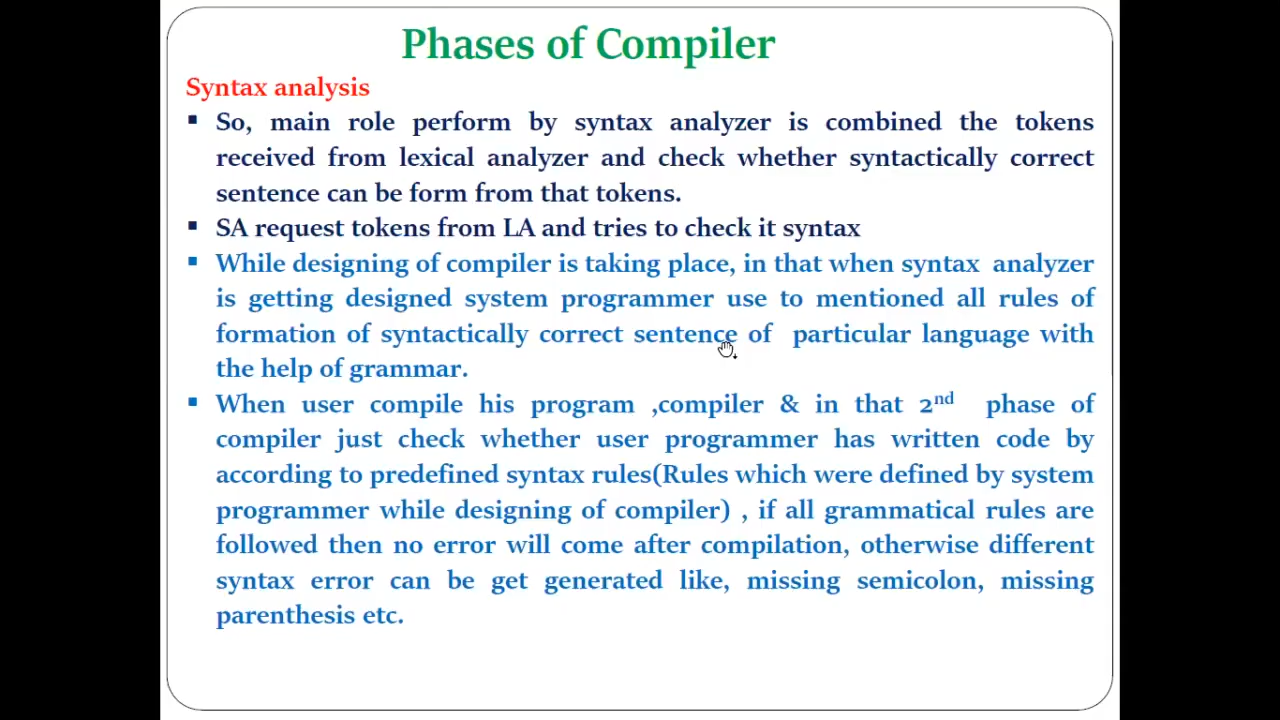 Phases of Compiler
Syntax analysis
▪ So, main role perform by syntax analyzer is combined the tokens
received from lexical analyzer and check whether syntactically correct
sentence can be form from that tokens.
▪ SA request tokens from LA and tries to check it syntax
▪ While designing of compiler is taking place, in that when syntax analyzer
is getting designed system programmer use to mentioned all rules of
formation of syntactically correct sentence of particular language with
the help of grammar.
▪ When user compile his program ,compiler & in that 2nd phase of
compiler just check whether user programmer has written code by
according to predefined syntax rules(Rules which were defined by system
programmer while designing of compiler) , if all grammatical rules are
followed then no error will come after compilation, otherwise different
syntax error can be get generated like, missing semicolon, missing
parenthesis etc.